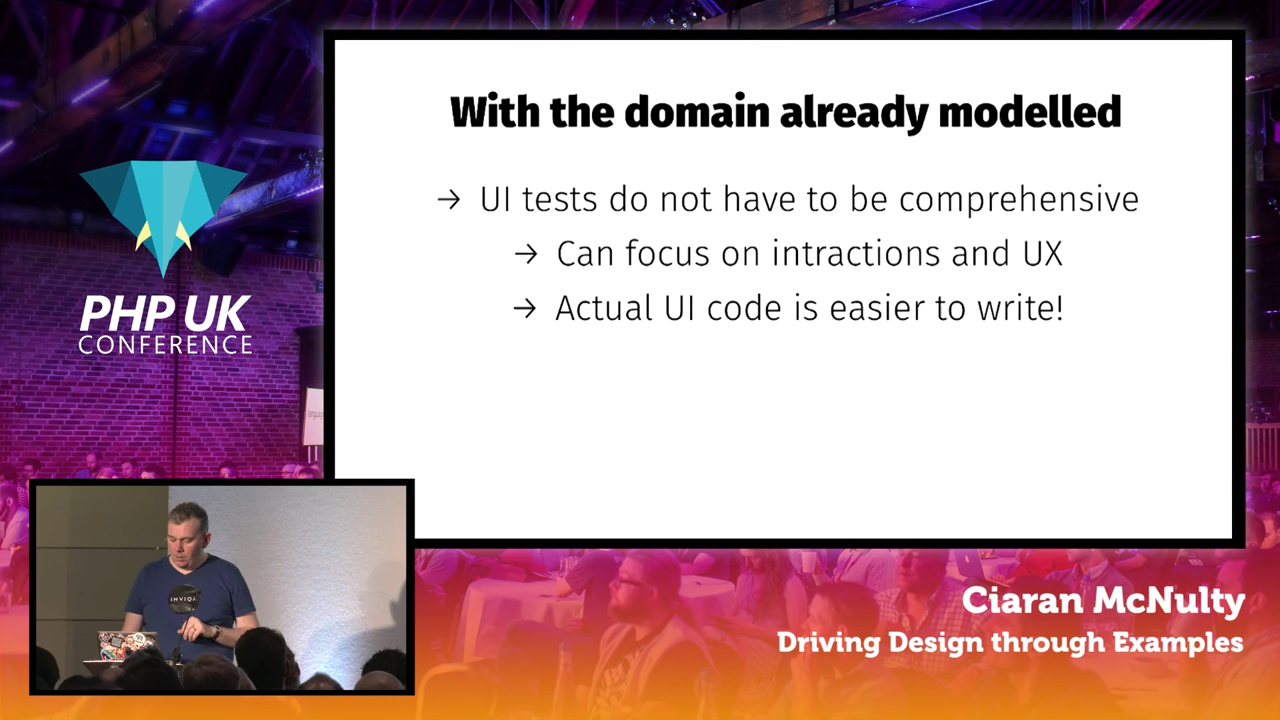 With the domain already modelled
→ UI tests do not have to be comprehensive
→ Can focus on intractions and UX
→ Actual UI code is easier to write!
PHP UK
CONFERENCE
INVIQA
Ciaran McNulty
Driving Design through Examples